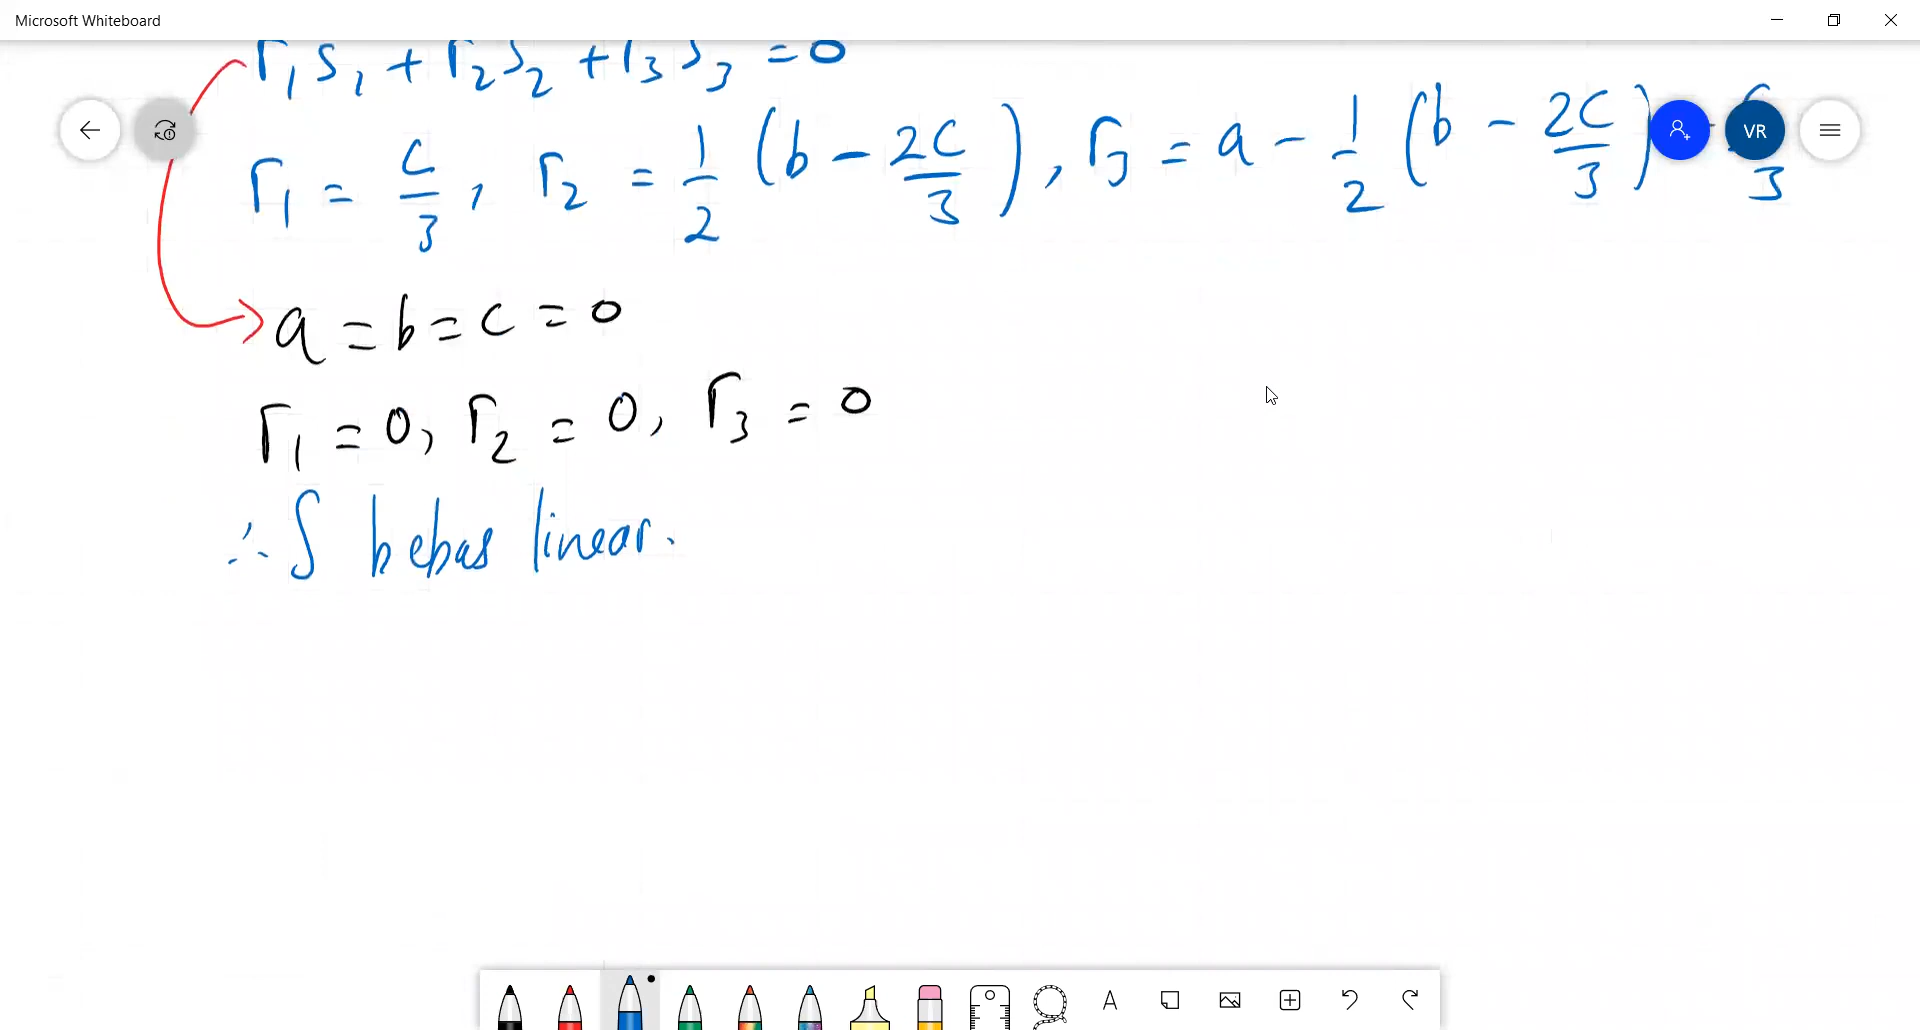 Microsoft Whiteboard
r₁s₁ + r₂s₂ + r₃s₃ = 0
r₁ = c/3, r₂ = 1/2 (b - 2c/3), r₃ = a - 1/2 (b - 2c/3) - c/3
VR
a = b = c = 0
r₁ = 0, r₂ = 0, r₃ = 0
∴ S bebas linear.
A